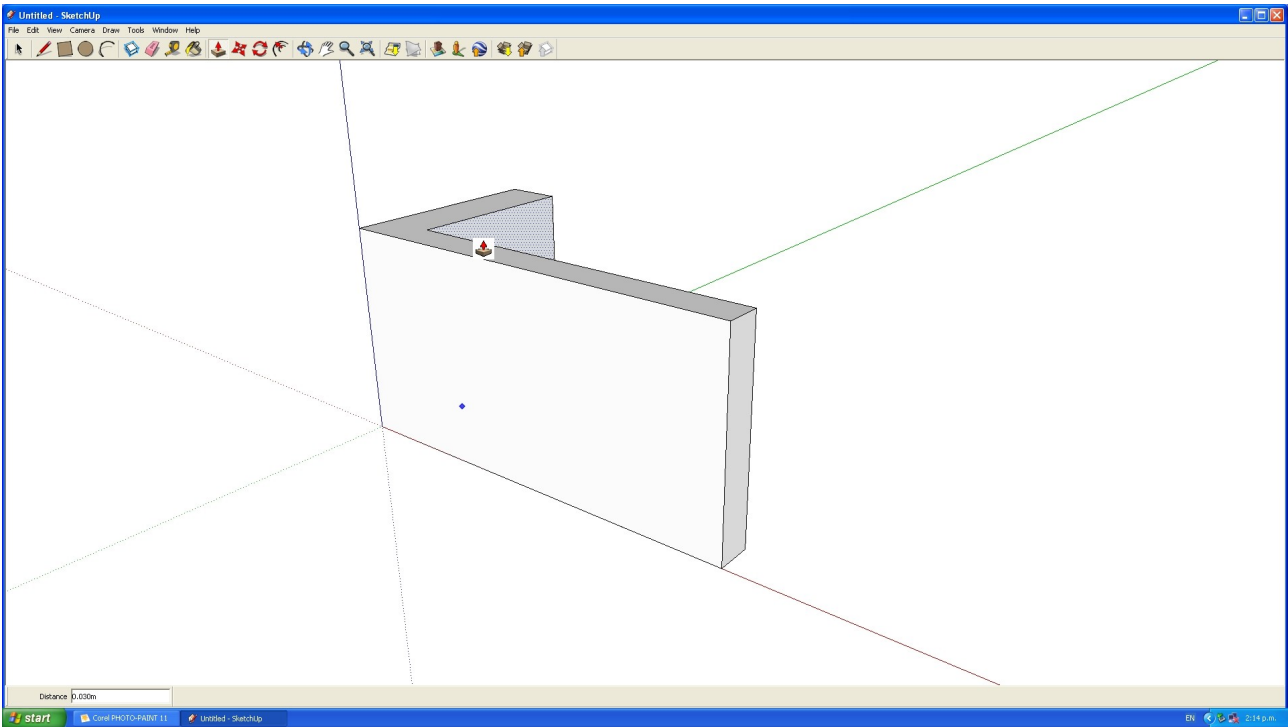 Untitled - SketchUp
File Edit View Camera Draw Tools Window Help
Distance 0.030m
start Corel PHOTO-PAINT 11 Untitled - SketchUp EN 2:14 p.m.